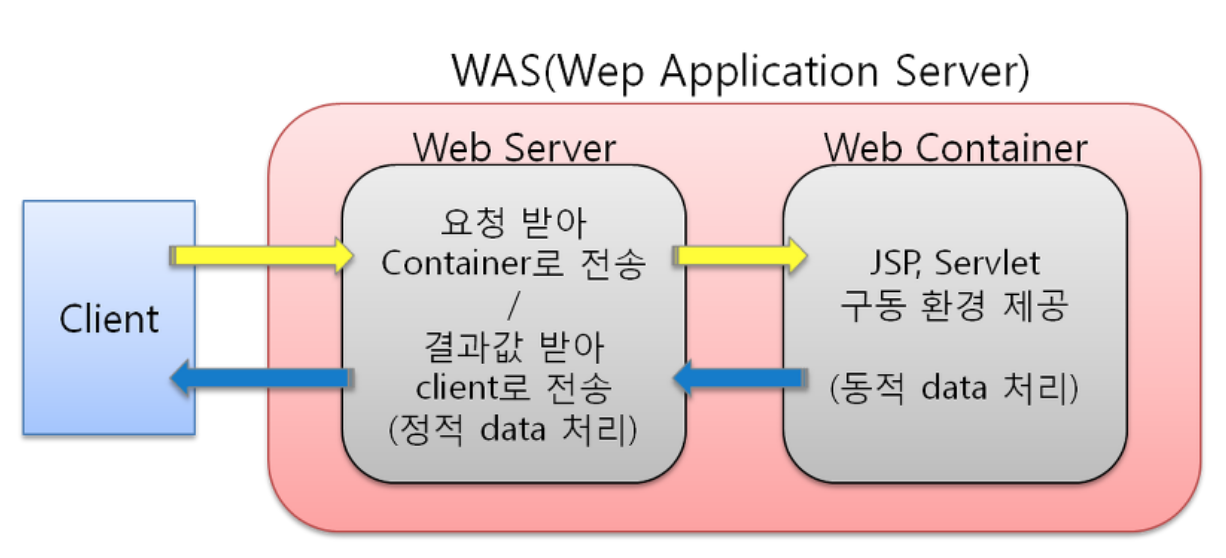 WAS(Wep Application Server)
Web Server
Web Container
Client
요청 받아
Container로 전송
/
결과값 받아
client로 전송
(정적 data 처리)
JSP, Servlet
구동 환경 제공
(동적 data 처리)